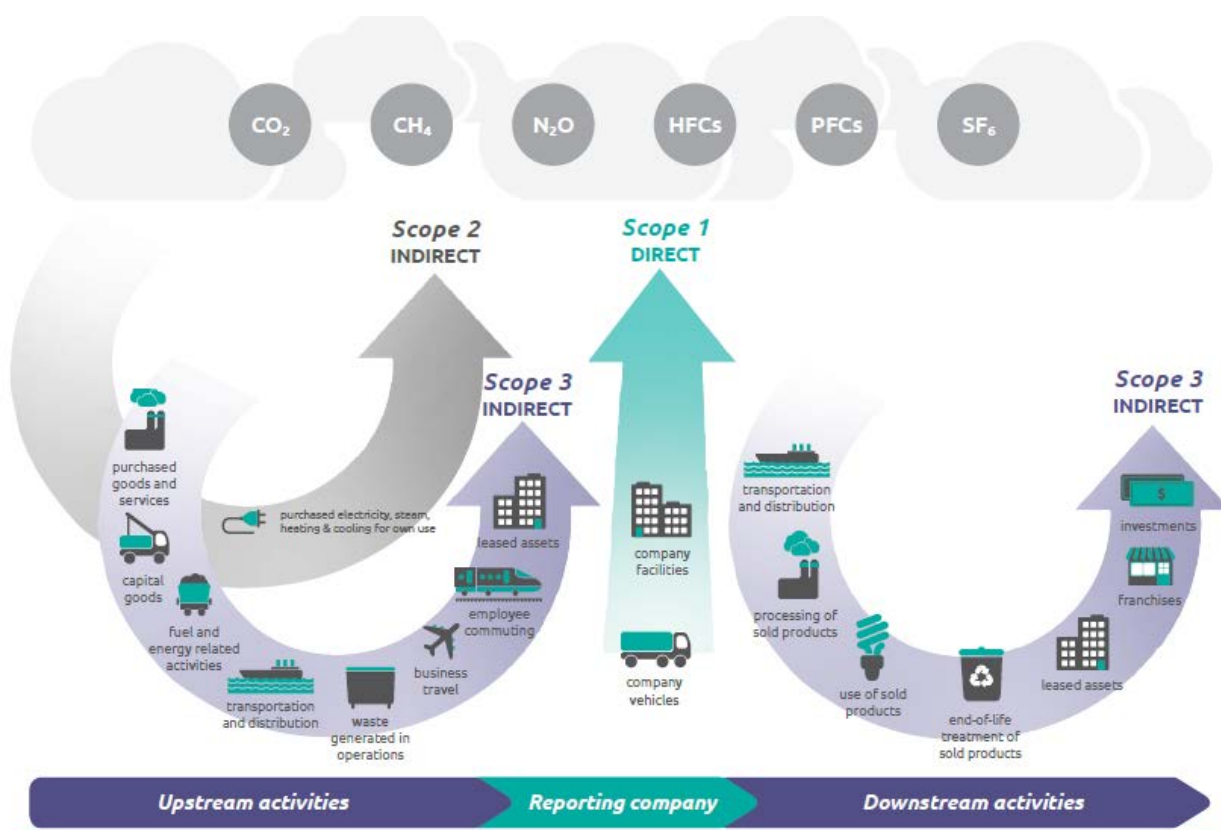 CO₂
CH₄
N₂O
HFCs
PFCs
SF₆
Scope 2
INDIRECT
Scope 1
DIRECT
Scope 3
INDIRECT
Scope 3
INDIRECT
purchased
goods and
services
capital
goods
fuel and
energy related
activities
purchased electricity, steam,
heating & cooling for own use
transportation
and distribution
waste
generated in
operations
business
travel
employee
commuting
leased assets
company
facilities
company
vehicles
transportation
and distribution
processing of
sold products
use of sold
products
end-of-life
treatment of
sold products
leased assets
franchises
$
investments
Upstream activities
Reporting company
Downstream activities